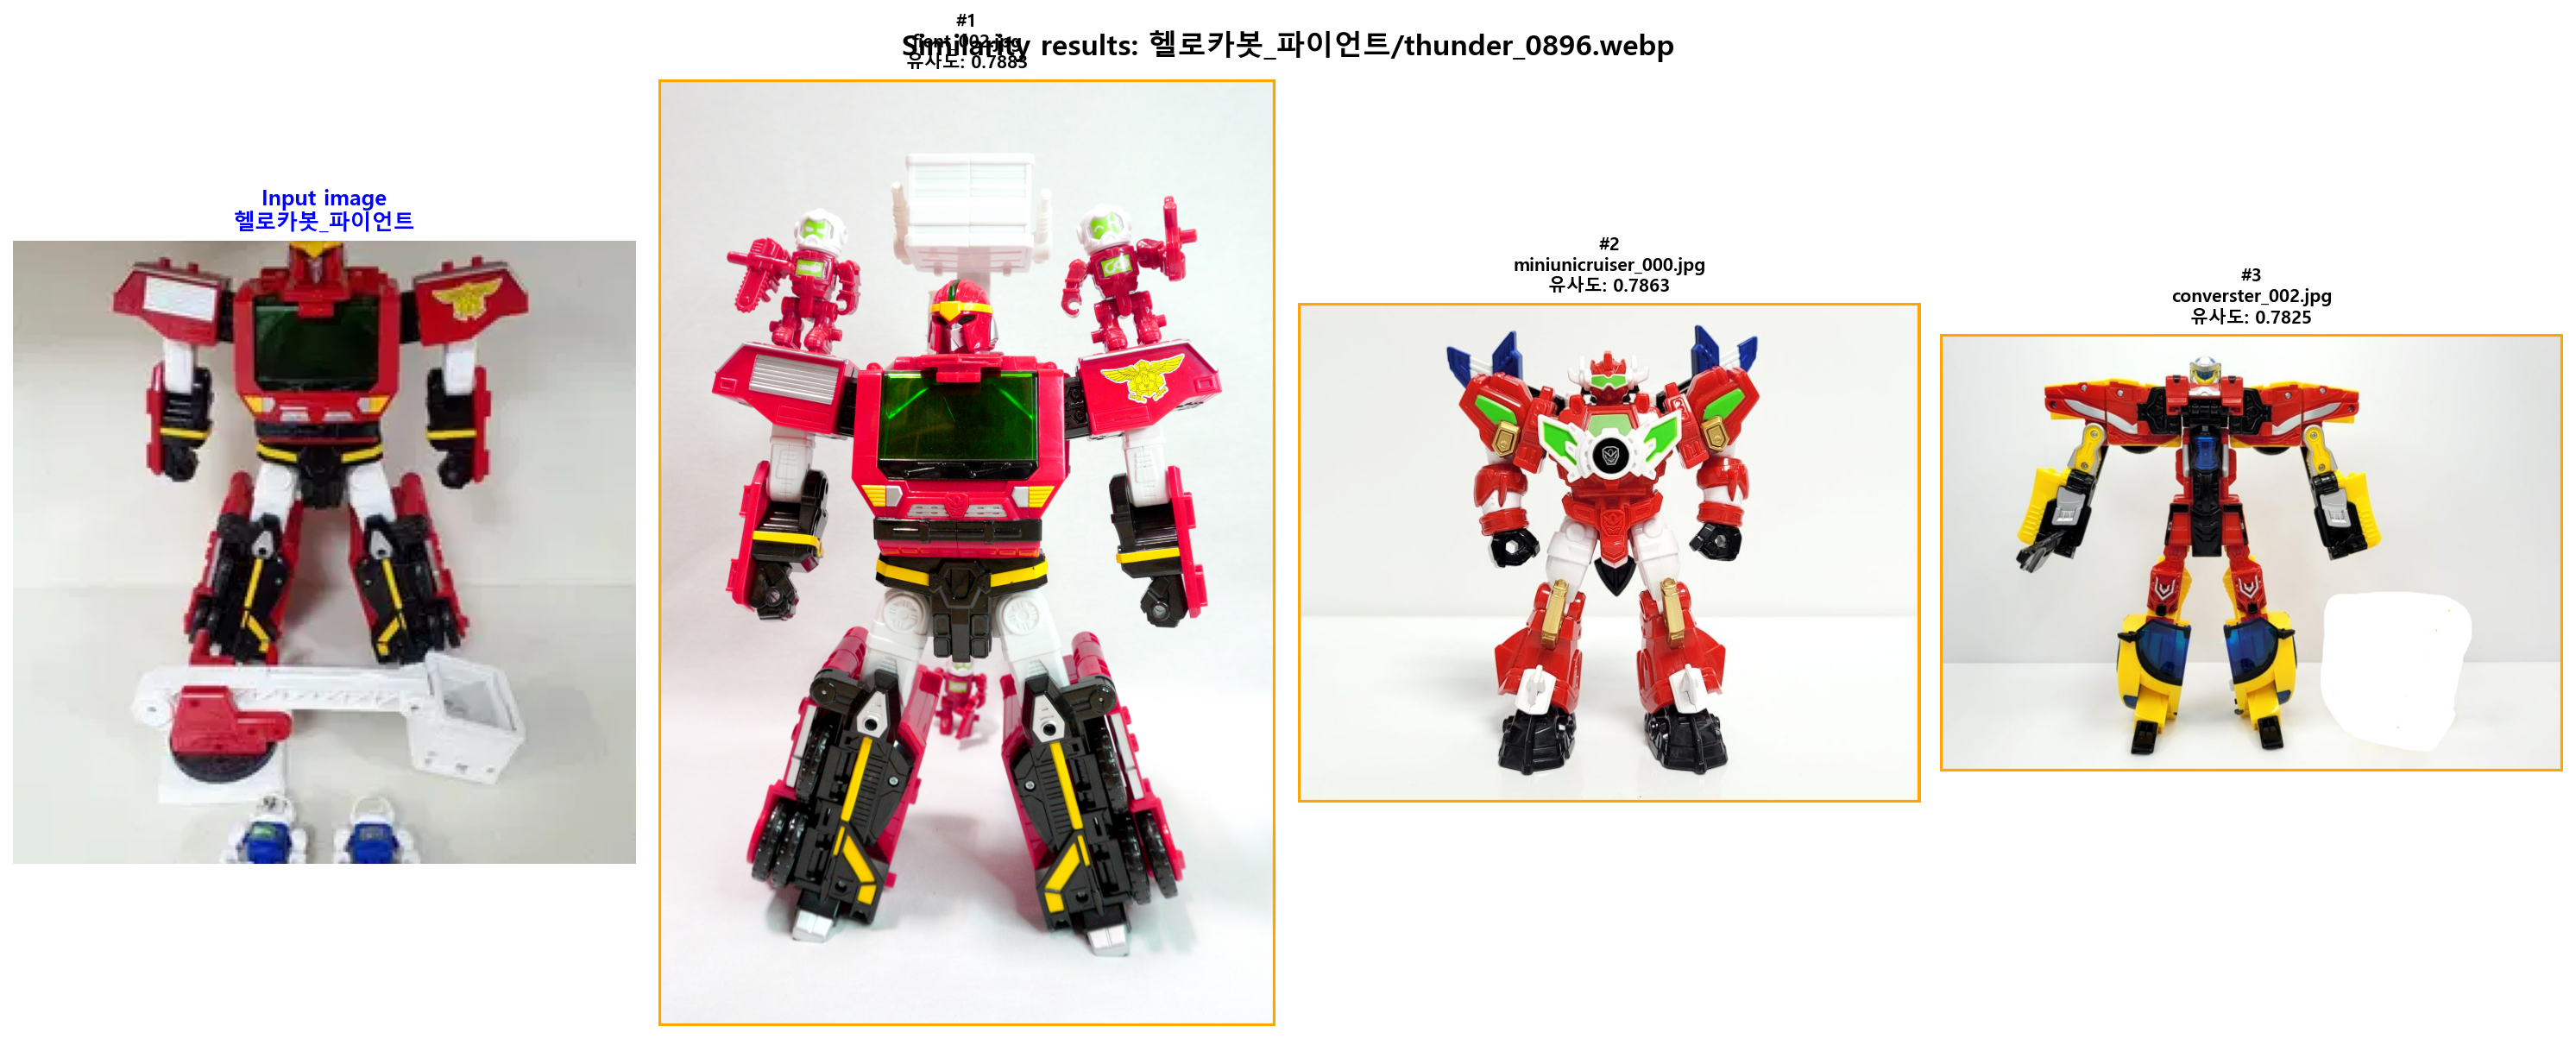 Similarity results: 헬로카봇_파이언트/thunder_0896.webp
Input image
헬로카봇_파이언트
#1
유사도: 0.7883
#2
miniunicruiser_000.jpg
유사도: 0.7863
#3
converster_002.jpg
유사도: 0.7825